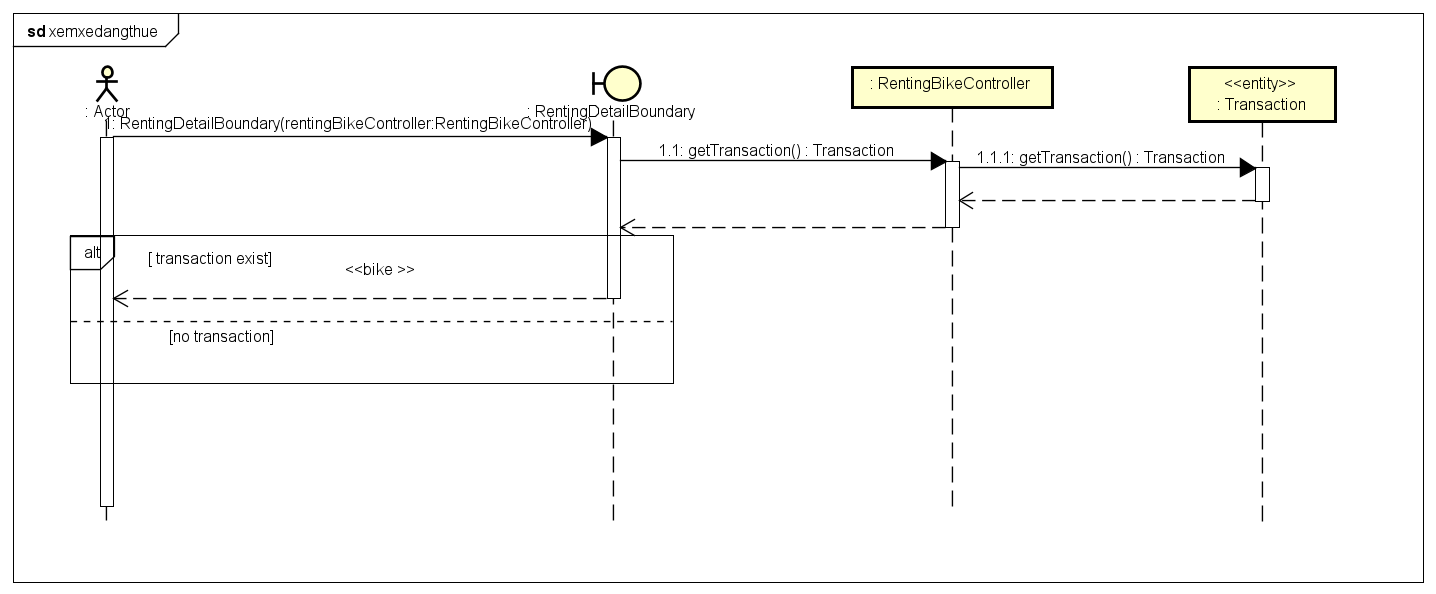 sd xemxedangthue
: Actor
: RentingDetailBoundary
: RentingBikeController
<<entity>>
: Transaction
1: RentingDetailBoundary(rentingBikeController:RentingBikeController)
1.1: getTransaction() : Transaction
1.1.1: getTransaction() : Transaction
alt
[ transaction exist]
<<bike >>
[no transaction]